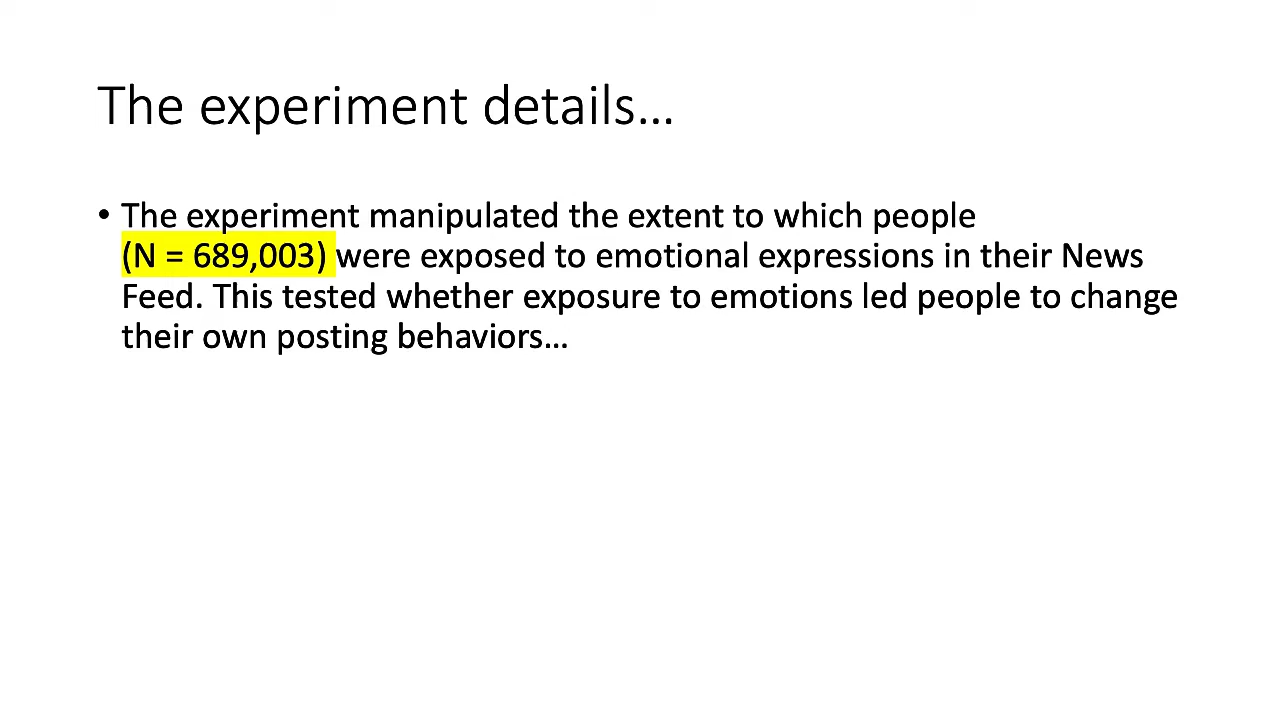 The experiment details…
• The experiment manipulated the extent to which people
(N = 689,003) were exposed to emotional expressions in their News
Feed. This tested whether exposure to emotions led people to change
their own posting behaviors…